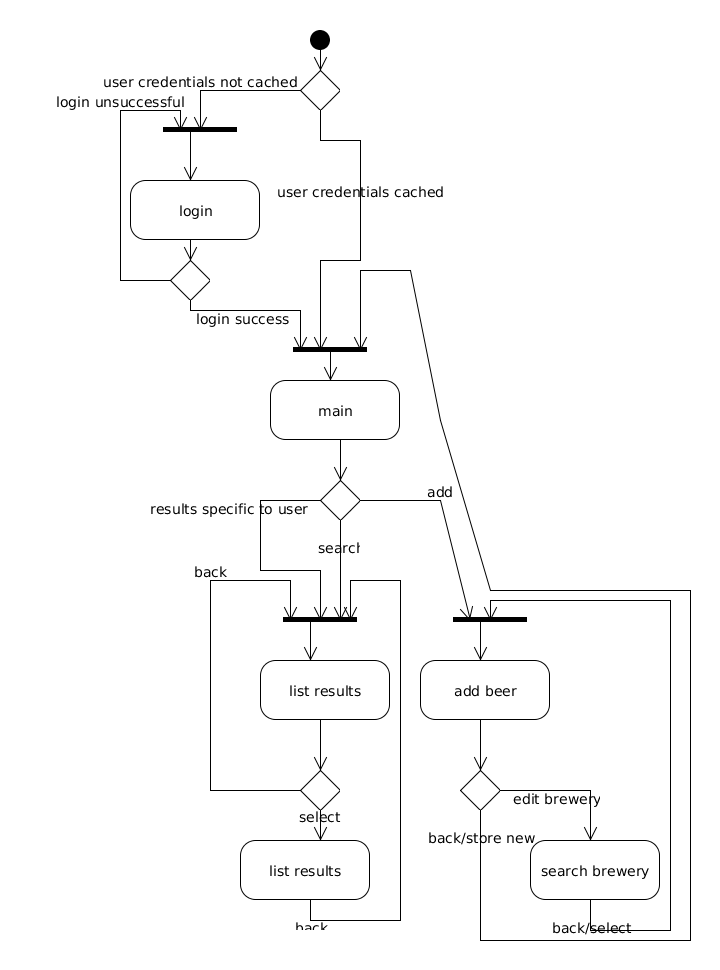 user credentials not cached
login unsuccessful
login
user credentials cached
login success
main
add
results specific to user
search
back
list results
add beer
edit brewery
select
back/store new
list results
search brewery
back
back/select